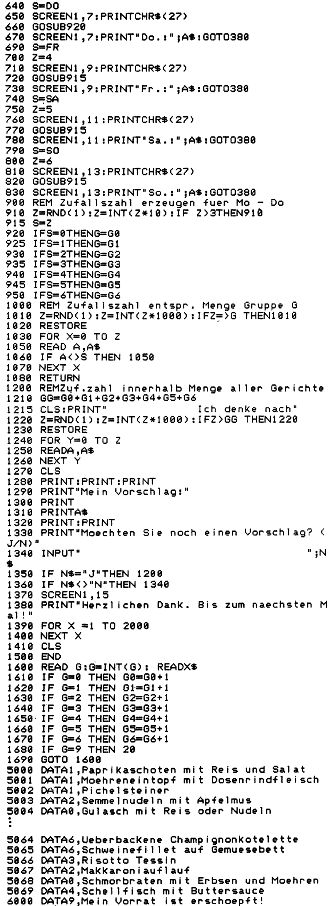 640 S=DO
650 SCREEN1,7:PRINTCHR$(27)
660 GOSUB920
670 SCREEN1,7:PRINT"Do.:";A$:GOTO380
690 S=FR
700 Z=4
710 SCREEN1,9:PRINTCHR$(27)
720 GOSUB915
730 SCREEN1,9:PRINT"Fr.:";A$:GOTO380
740 S=SA
750 Z=5
760 SCREEN1,11:PRINTCHR$(27)
770 GOSUB915
780 SCREEN1,11:PRINT"Sa.:";A$:GOTO380
790 S=SO
800 Z=6
810 SCREEN1,13:PRINTCHR$(27)
820 GOSUB915
830 SCREEN1,13:PRINT"So.:";A$:GOTO380
900 REM Zufallszahl erzeugen fuer Mo - Do
910 Z=RND(1):Z=INT(Z*10):IF Z>3THEN910
915 S=Z
920 IFS=0THENG=G0
925 IFS=1THENG=G1
930 IFS=2THENG=G2
935 IFS=3THENG=G3
940 IFS=4THENG=G4
945 IFS=5THENG=G5
950 IFS=6THENG=G6
1000 REM Zufallszahl entspr. Menge Gruppe G
1010 Z=RND(1):Z=INT(Z*1000):IFZ=>G THEN1010
1020 RESTORE
1030 FOR X=0 TO Z
1050 READ A,A$
1060 IF A<>S THEN 1050
1070 NEXT X
1080 RETURN
1200 REMZuf.zahl innerhalb Menge aller Gerichte
1210 GG=G0+G1+G2+G3+G4+G5+G6
1215 CLS:PRINT" Ich denke nach"
1220 Z=RND(1):Z=INT(Z*1000):IFZ>GG THEN1220
1230 RESTORE
1240 FOR Y=0 TO Z
1250 READA,A$
1260 NEXT Y
1270 CLS
1280 PRINT:PRINT:PRINT
1290 PRINT"Mein Vorschlag:"
1300 PRINT
1310 PRINTA$
1320 PRINT:PRINT
1330 PRINT"Moechten Sie noch einen Vorschlag? (
J/N)"
1340 INPUT" ";N
$
1350 IF N$="J"THEN 1200
1360 IF N$<>"N"THEN 1340
1370 SCREEN1,15
1380 PRINT"Herzlichen Dank. Bis zum naechsten M
al!"
1390 FOR X =1 TO 2000
1400 NEXT X
1410 CLS
1500 END
1600 READ G:G=INT(G): READX$
1610 IF G=0 THEN G0=G0+1
1620 IF G=1 THEN G1=G1+1
1630 IF G=2 THEN G2=G2+1
1640 IF G=3 THEN G3=G3+1
1650 IF G=4 THEN G4=G4+1
1660 IF G=5 THEN G5=G5+1
1670 IF G=6 THEN G6=G6+1
1680 IF G=9 THEN 20
1690 GOTO 1600
5000 DATA1,Paprikaschoten mit Reis und Salat
5001 DATA1,Moehreneintopf mit Dosenrindfleisch
5002 DATA1,Pichelsteiner
5003 DATA2,Semmelnudeln mit Apfelmus
5004 DATA0,Gulasch mit Reis oder Nudeln
⋮
5064 DATA6,Ueberbackene Champignonkotelette
5065 DATA6,Schweinefillet auf Gemuesebett
5066 DATA3,Risotto Tessin
5067 DATA2,Makkaroniauflauf
5068 DATA0,Schmorbraten mit Erbsen und Moehren
5069 DATA4,Schellfisch mit Buttersauce
6000 DATA9,Mein Vorrat ist erschoepft!